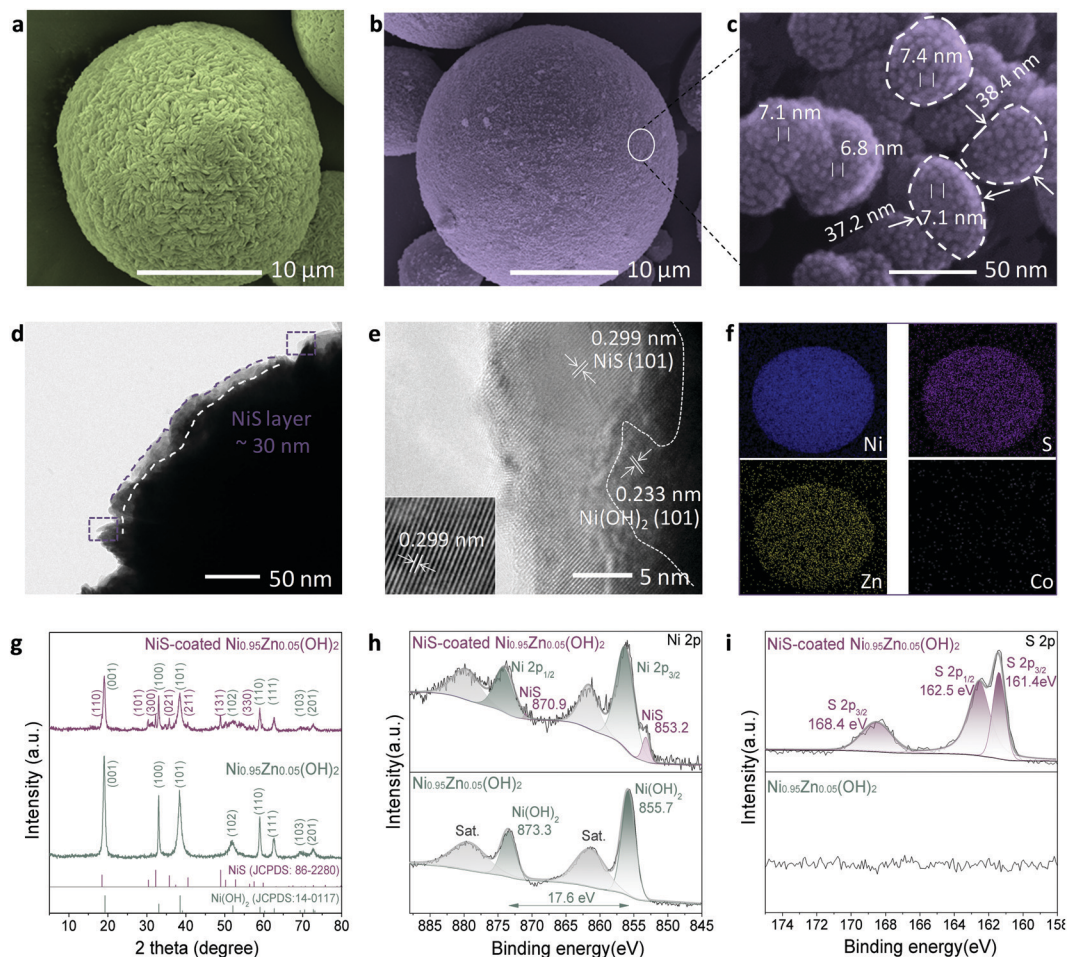 a
10 μm
b
10 μm
c
7.4 nm
38.4 nm
7.1 nm
6.8 nm
37.2 nm
7.1 nm
50 nm
d
NiS layer
~ 30 nm
50 nm
e
0.299 nm
NiS (101)
0.233 nm
Ni(OH)₂ (101)
0.299 nm
5 nm
f
Ni
S
Zn
Co
g
NiS-coated Ni₀.₉₅Zn₀.₀₅(OH)₂
(110)
(001)
(101)
(300)
(100)
(021)
(101)
(211)
(131)
(102)
(330)
(110)
(111)
(103)
(201)
Ni₀.₉₅Zn₀.₀₅(OH)₂
(001)
(100)
(101)
(102)
(110)
(111)
(103)
(201)
NiS (JCPDS: 86-2280)
Ni(OH)₂ (JCPDS:14-0117)
Intensity (a.u.)
10 20 30 40 50 60 70 80
2 theta (degree)
h
NiS-coated Ni₀.₉₅Zn₀.₀₅(OH)₂
Ni 2p
Ni 2p₁/₂
Ni 2p₃/₂
NiS
870.9
NiS
853.2
Ni₀.₉₅Zn₀.₀₅(OH)₂
Ni(OH)₂
855.7
Ni(OH)₂
873.3
Sat.
Sat.
17.6 eV
Intensity(a.u.)
885 880 875 870 865 860 855 850 845
Binding energy(eV)
i
NiS-coated Ni₀.₉₅Zn₀.₀₅(OH)₂
S 2p
S 2p₁/₂
162.5 eV
S 2p₃/₂
161.4eV
S 2p₃/₂
168.4 eV
Ni₀.₉₅Zn₀.₀₅(OH)₂
Intensity(a.u.)
174 172 170 168 166 164 162 160 158
Binding energy(eV)